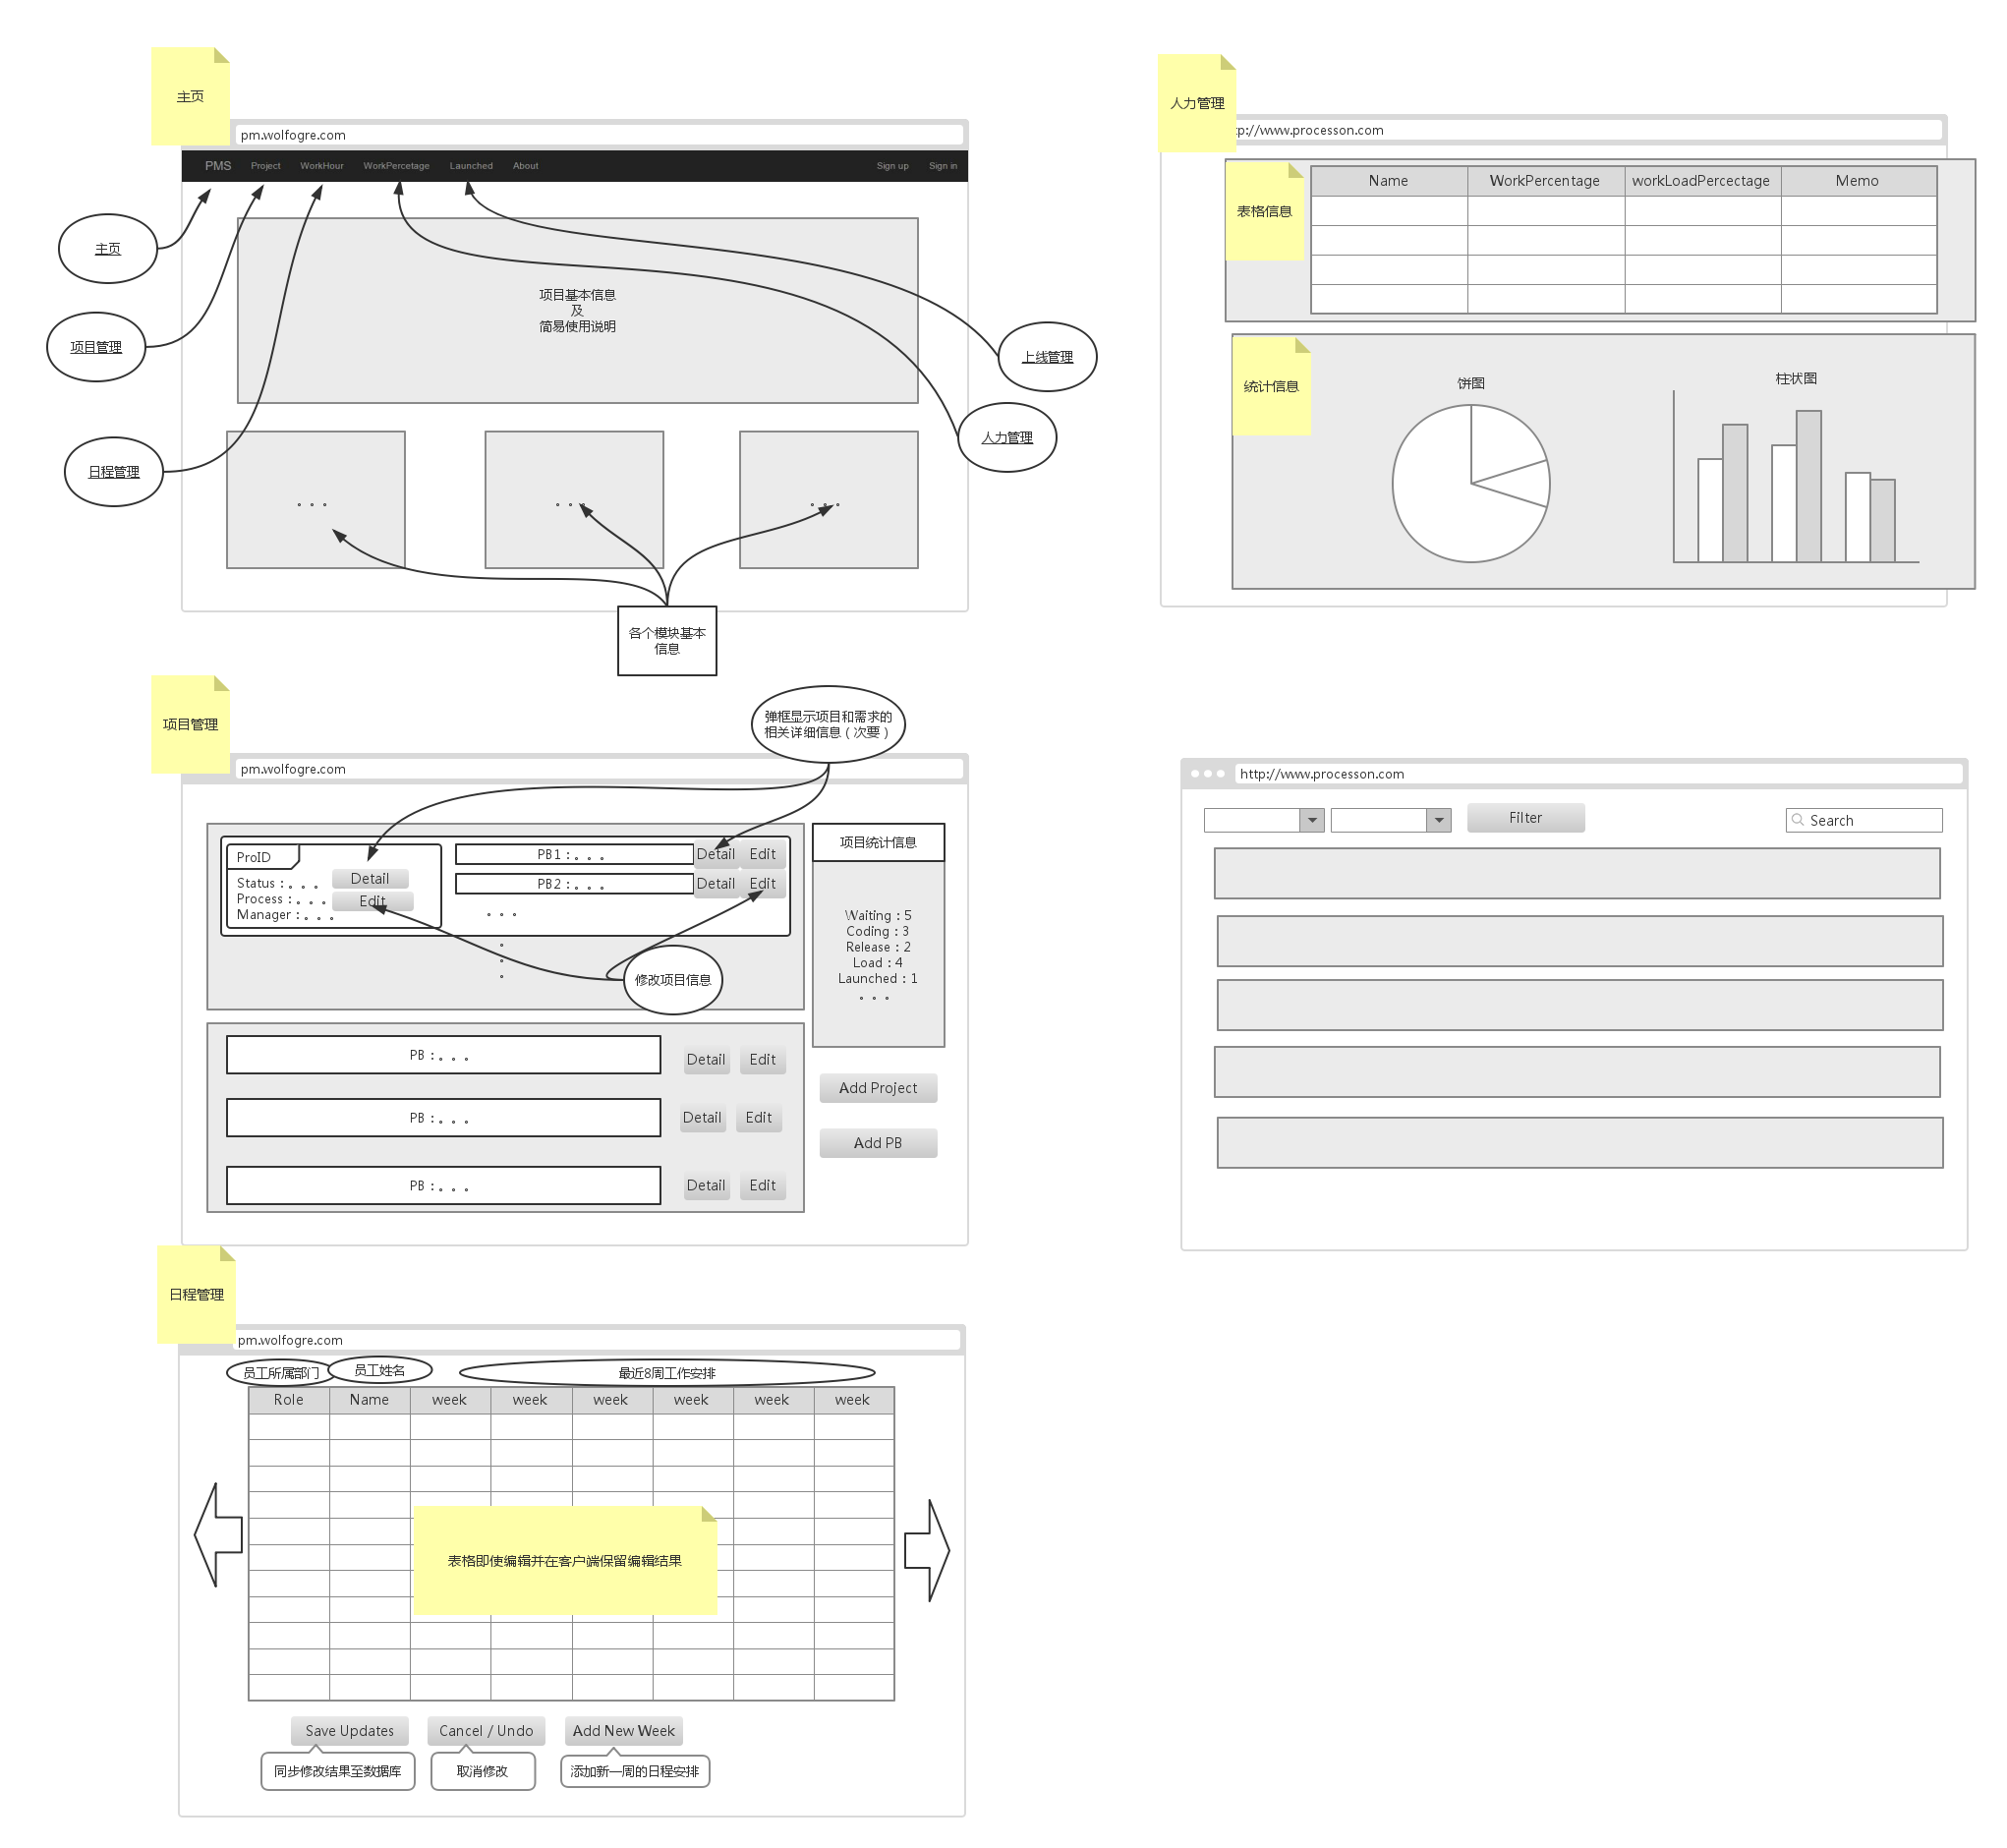 主页
pm.wolfogre.com
PMS Project WorkHour WorkPercetage Launched About Sign up Sign in
主页
项目管理
日程管理
项目基本信息
及
简易使用说明
上线管理
人力管理
。。。
。。。
。。。
各个模块基本
信息
人力管理
tp://www.processon.com
表格信息
Name WorkPercentage workLoadPercectage Memo
统计信息
饼图
柱状图
项目管理
弹框显示项目和需求的
相关详细信息（次要）
pm.wolfogre.com
ProID
Status：。。。
Process：。。。
Manager：。。。
Detail
Edit
PB1：。。。
Detail Edit
PB2：。。。
Detail Edit
。。。
。
。
。
修改项目信息
项目统计信息
Waiting：5
Coding：3
Release：2
Load：4
Launched：1
。。。
PB：。。。
Detail Edit
PB：。。。
Detail Edit
PB：。。。
Detail Edit
Add Project
Add PB
http://www.processon.com
Filter
Search
日程管理
pm.wolfogre.com
员工所属部门
员工姓名
最近8周工作安排
Role Name week week week week week week
表格即使编辑并在客户端保留编辑结果
Save Updates Cancel / Undo Add New Week
同步修改结果至数据库
取消修改
添加新一周的日程安排